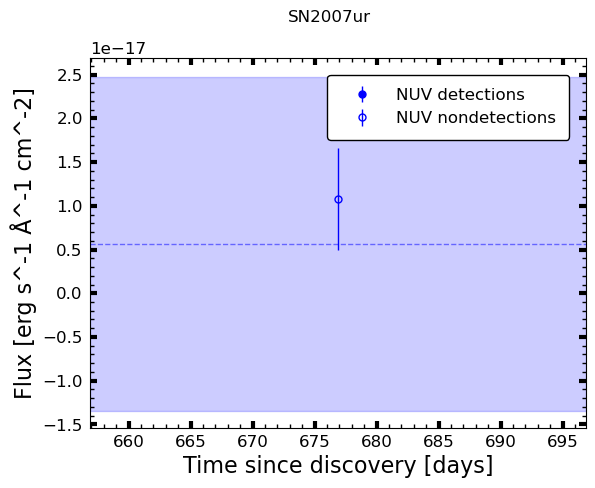 SN2007ur
1e−17
2.5
2.0
1.5
1.0
0.5
0.0
−0.5
−1.0
−1.5
Flux [erg s^-1 Å^-1 cm^-2]
NUV detections
NUV nondetections
660 665 670 675 680 685 690 695
Time since discovery [days]